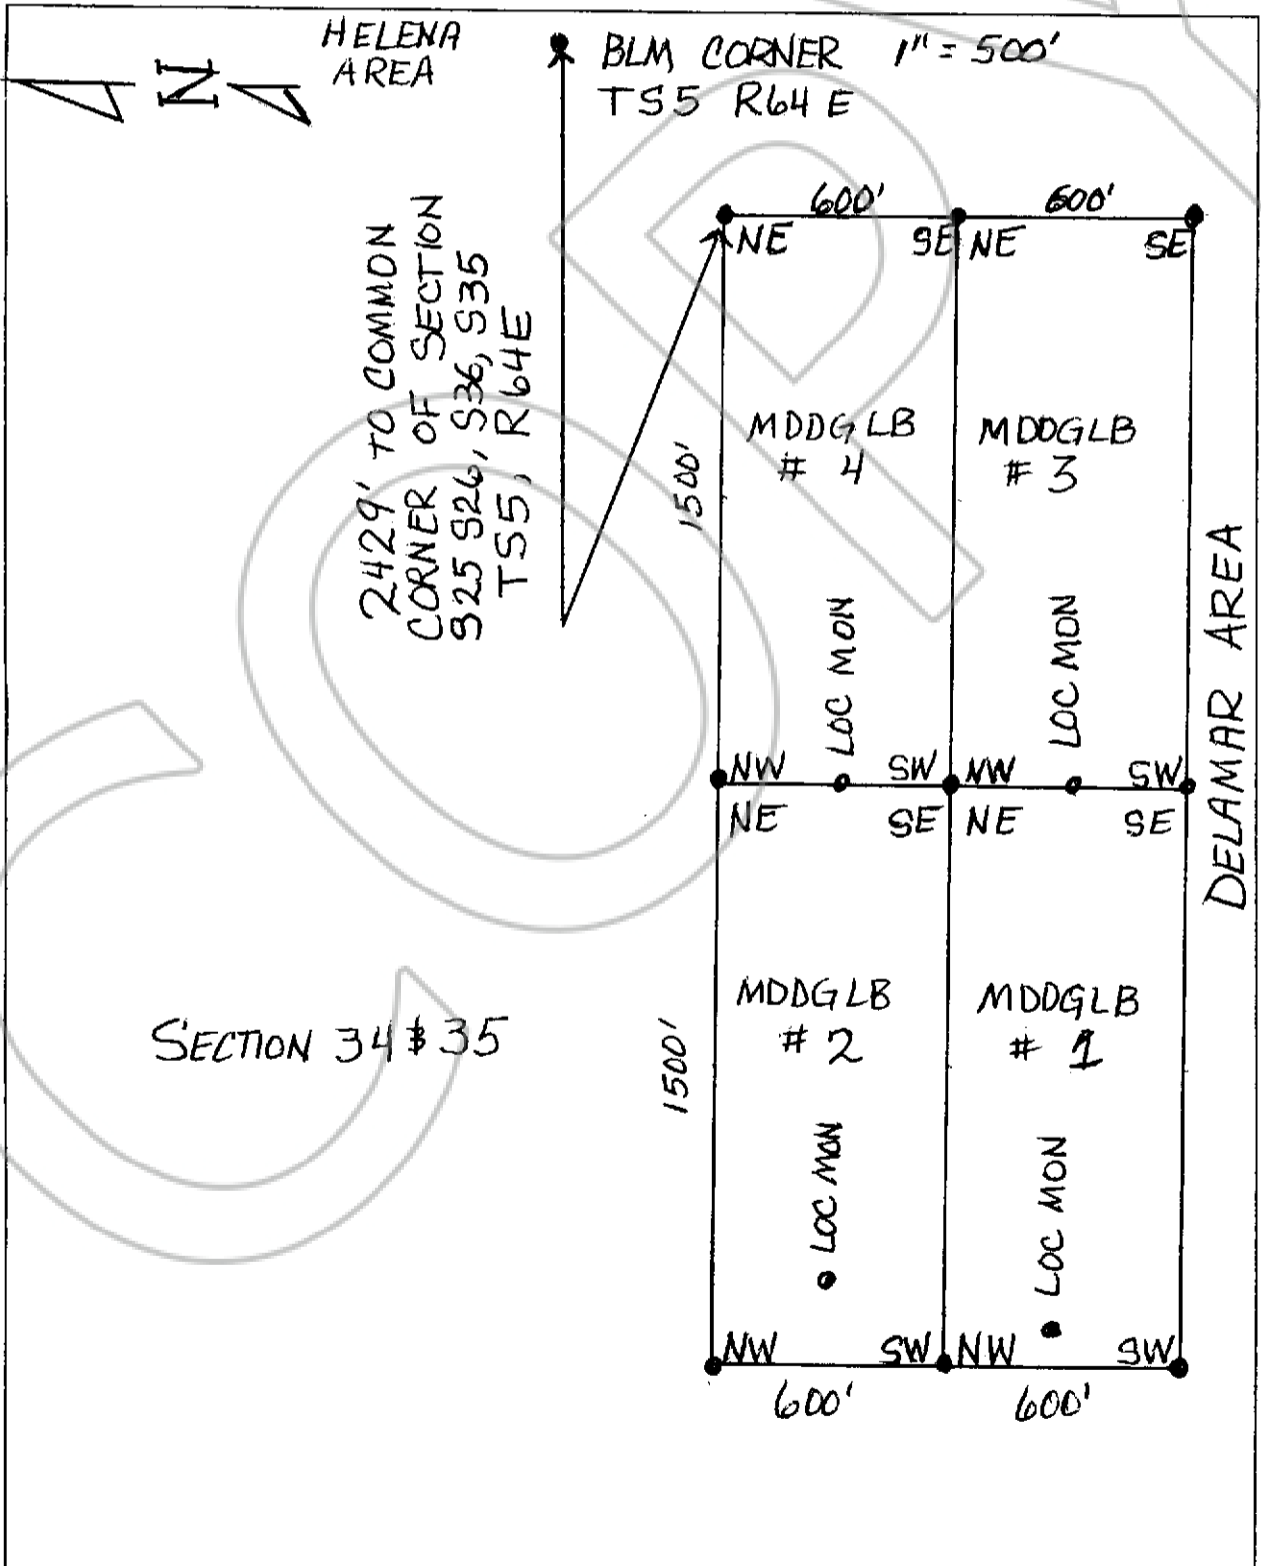 HELENA
AREA
N
BLM CORNER 1" = 500'
TS5 R64 E
2429' TO COMMON
CORNER OF SECTION
S25 S26, S36, S35
TS5, R64E
600' 600'
NE SE NE SE
MDDGLB
# 4
MDDGLB
# 3
1500'
LOC MON
LOC MON
NW SW NW SW
NE SE NE SE
DELAMAR AREA
MDDGLB
# 2
MDDGLB
# 1
SECTION 34 & 35
1500'
LOC MON
LOC MON
NW SW NW SW
600' 600'
COPY